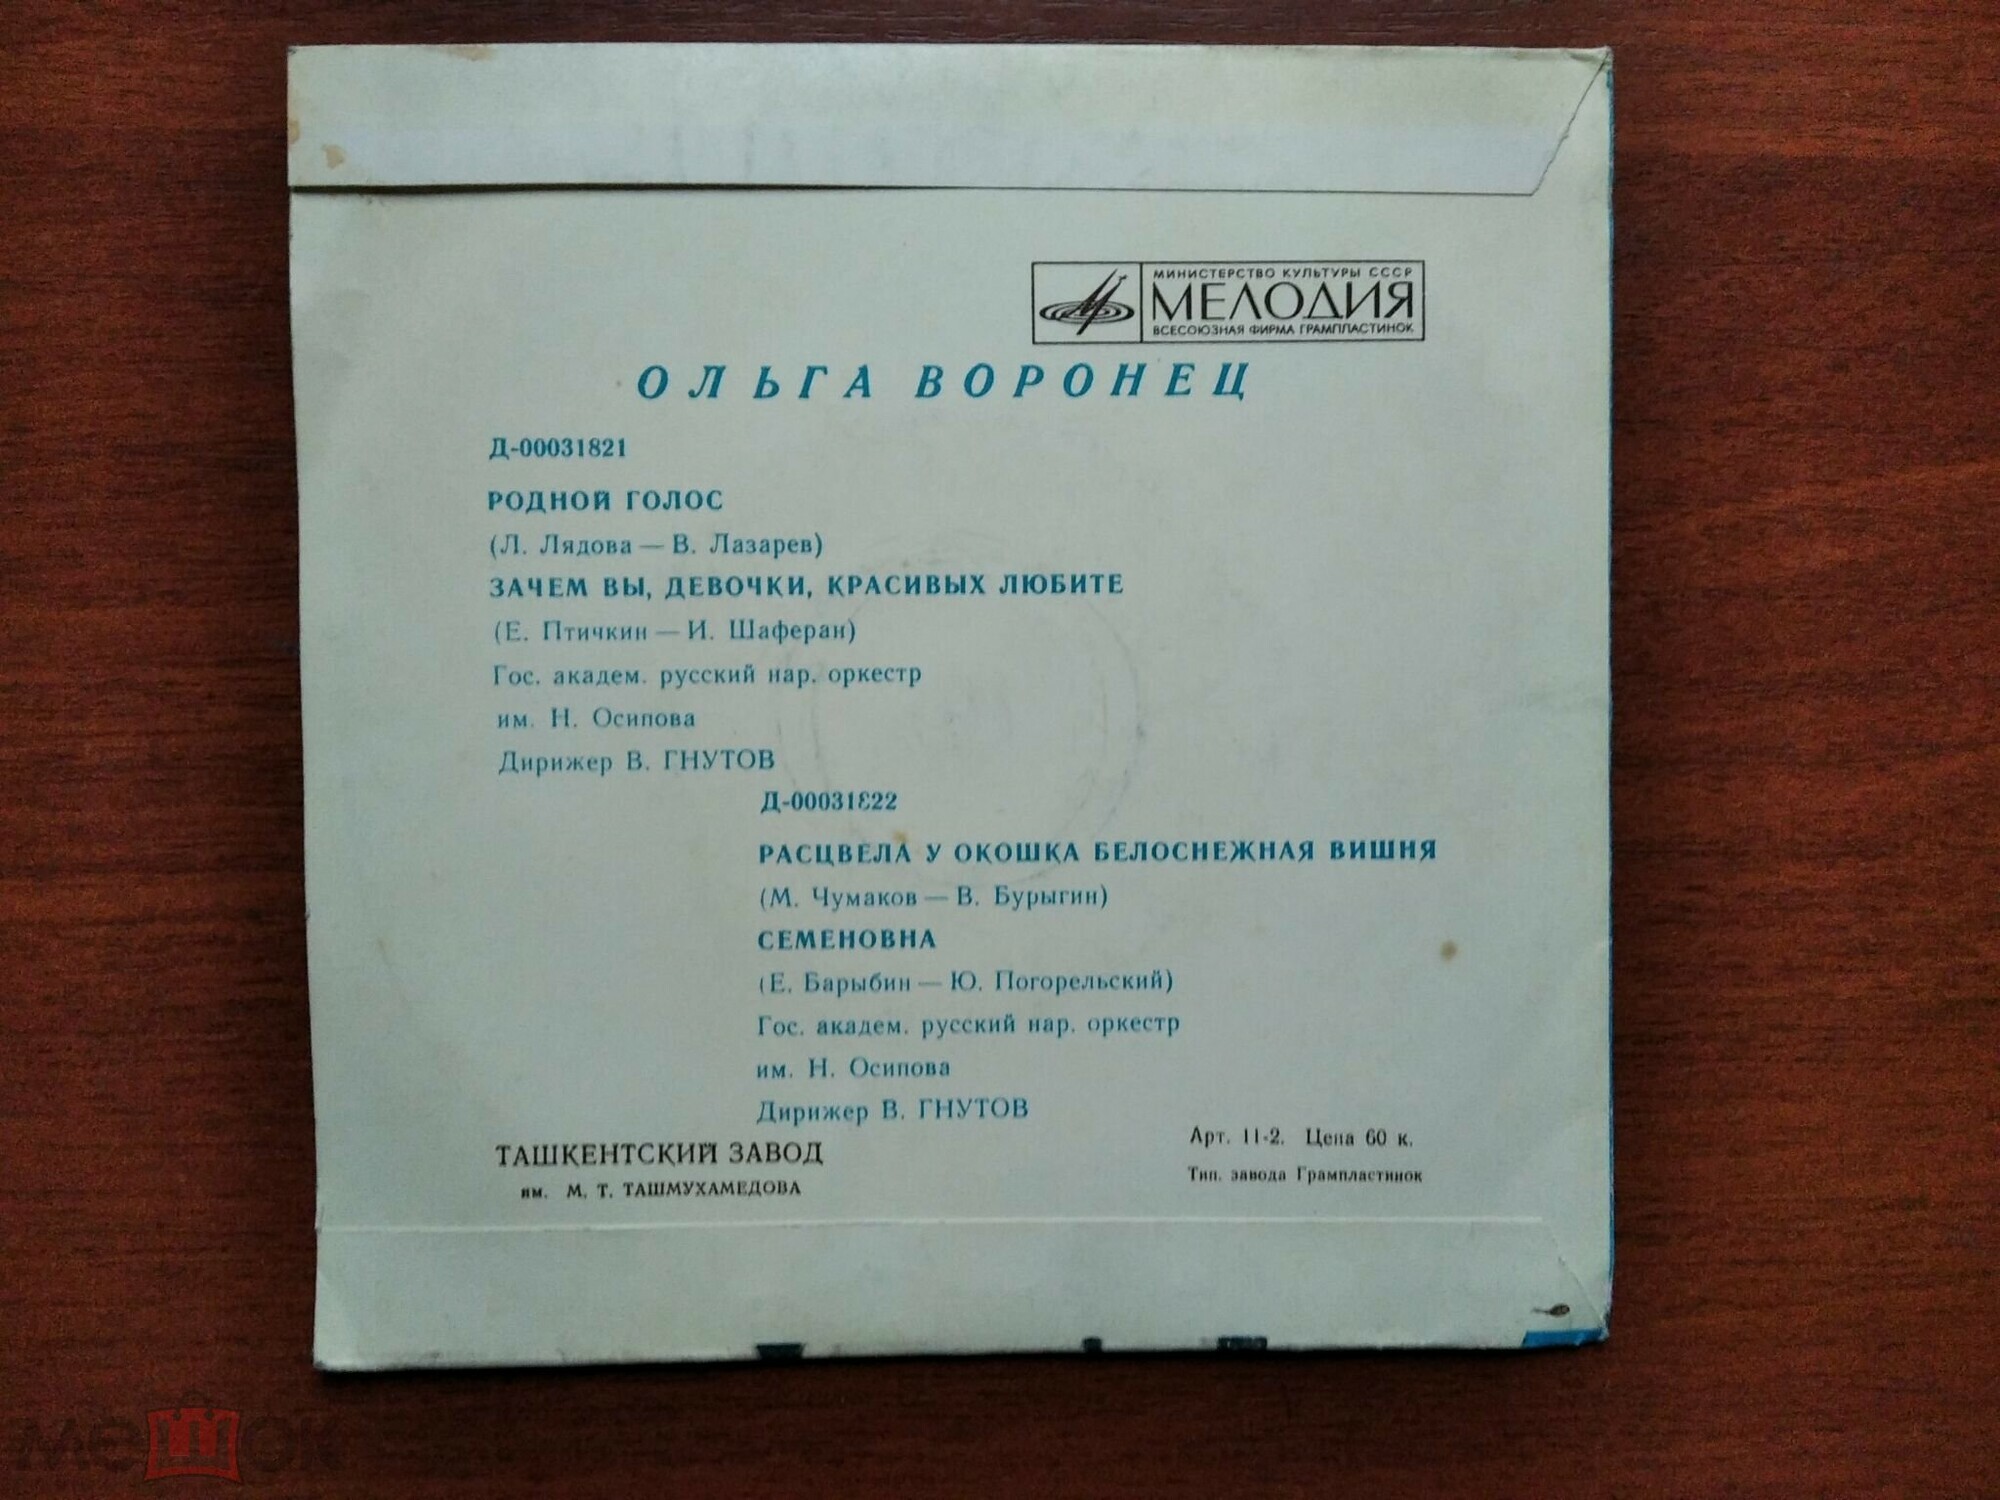 МИНИСТЕРСТВО КУЛЬТУРЫ СССР
МЕЛОДИЯ
ВСЕСОЮЗНАЯ ФИРМА ГРАМПЛАСТИНОК
ОЛЬГА ВОРОНЕЦ
Д-00031821
РОДНОЙ ГОЛОС
(Л. Лядова — В. Лазарев)
ЗАЧЕМ ВЫ, ДЕВОЧКИ, КРАСИВЫХ ЛЮБИТЕ
(Е. Птичкин — И. Шаферан)
Гос. академ. русский нар. оркестр
им. Н. Осипова
Дирижер В. ГНУТОВ
Д-00031822
РАСЦВЕЛА У ОКОШКА БЕЛОСНЕЖНАЯ ВИШНЯ
(М. Чумаков — В. Бурыгин)
СЕМЕНОВНА
(Е. Барыбин — Ю. Погорельский)
Гос. академ. русский нар. оркестр
им. Н. Осипова
Дирижер В. ГНУТОВ
ТАШКЕНТСКИЙ ЗАВОД
им. М. Т. ТАШМУХАМЕДОВА
Арт. 11-2. Цена 60 к.
Тип. завода Грампластинок
мешок